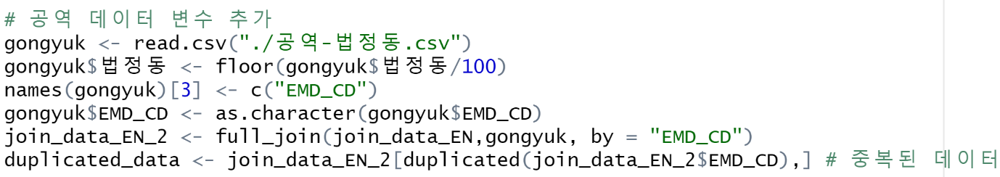 # 공역 데이터 변수 추가
gongyuk <- read.csv("./공역-법정동.csv")
gongyuk$법정동 <- floor(gongyuk$법정동/100)
names(gongyuk)[3] <- c("EMD_CD")
gongyuk$EMD_CD <- as.character(gongyuk$EMD_CD)
join_data_EN_2 <- full_join(join_data_EN,gongyuk, by = "EMD_CD")
duplicated_data <- join_data_EN_2[duplicated(join_data_EN_2$EMD_CD),] # 중복된 데이터